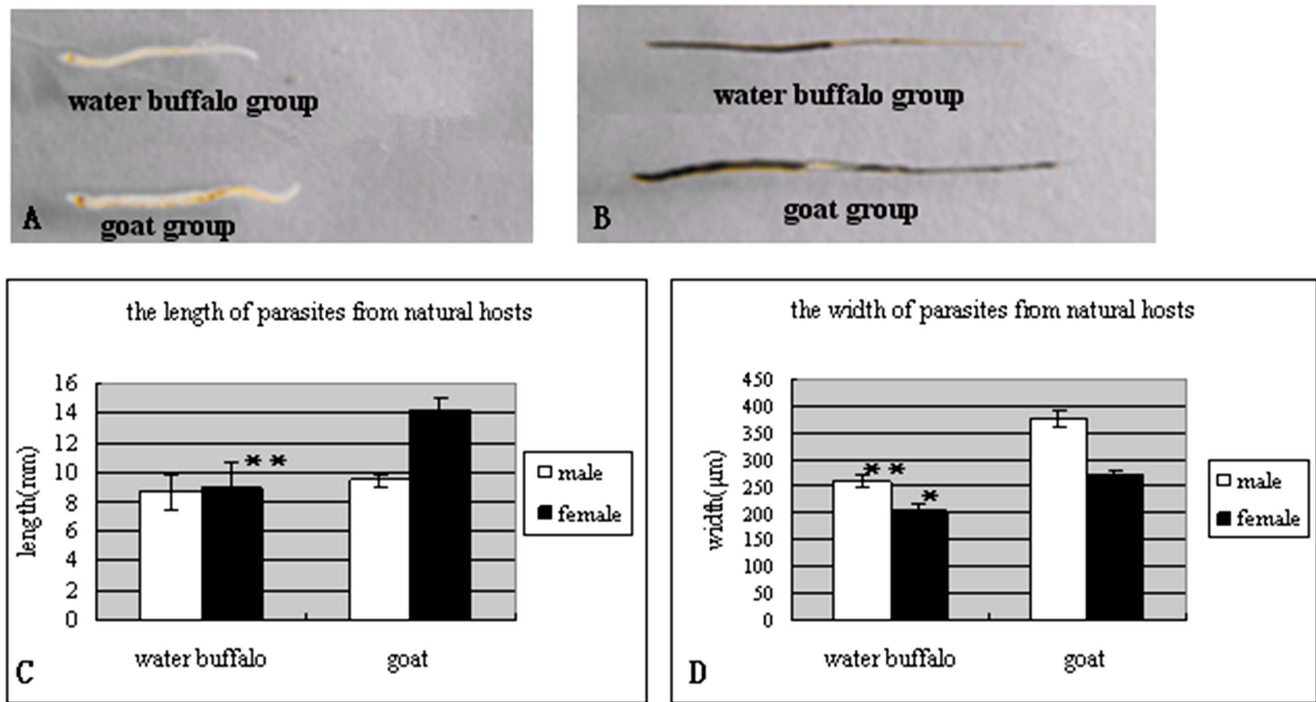 water buffalo group
A
goat group
water buffalo group
B
goat group
the length of parasites from natural hosts
length(mm)
16
14
12
10
8
6
4
2
0
**
water buffalo
goat
male
female
C
the width of parasites from natural hosts
width(μm)
450
400
350
300
250
200
150
100
50
0
**
*
water buffalo
goat
male
female
D